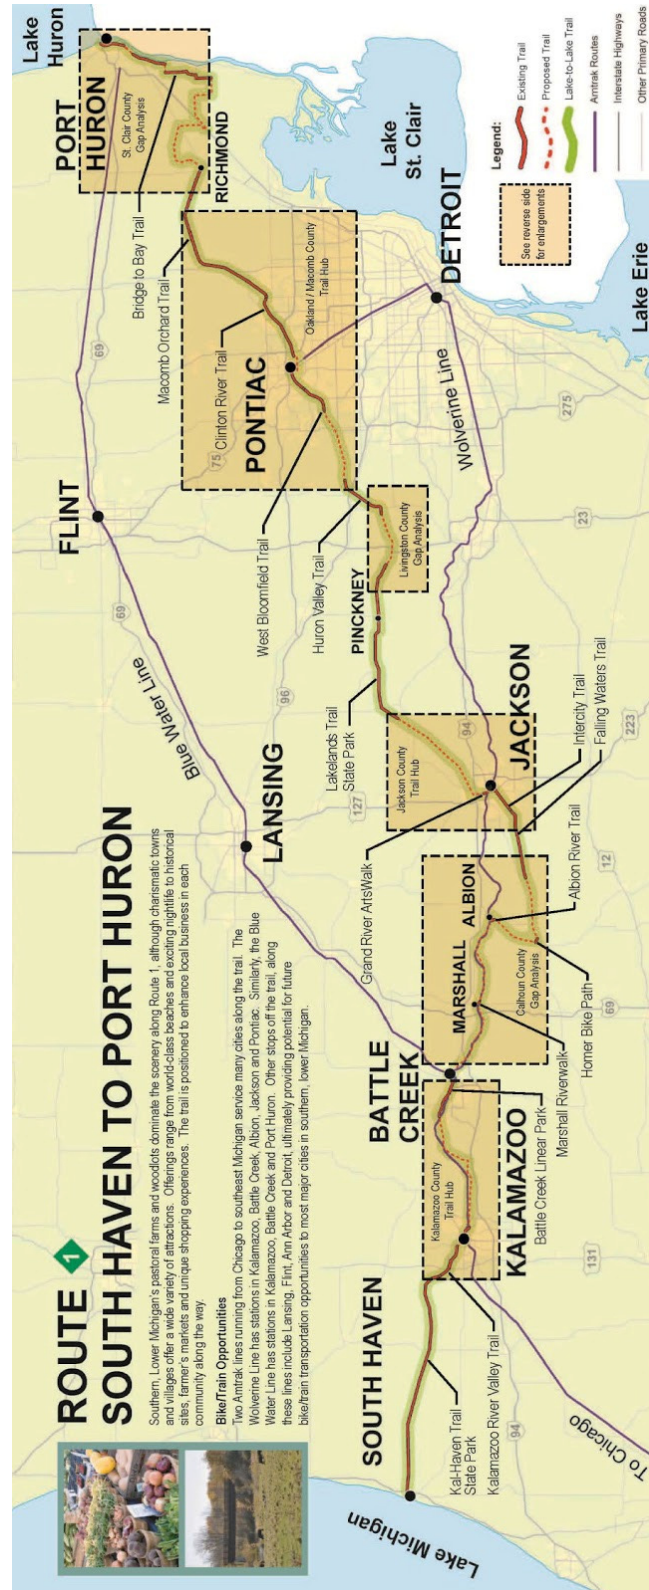 ROUTE 1
SOUTH HAVEN TO PORT HURON
Southern, Lower Michigan's pastoral farms and woodlots dominate the scenery along Route 1, although charismatic towns
and villages offer a wide variety of attractions. Offerings range from world-class beaches and exciting nightlife to historical
sites, farmer's markets and unique shopping experiences. The trail is positioned to enhance local business in each
community along the way.
Bike/Train Opportunities
Two Amtrak lines running from Chicago to southeast Michigan service many cities along the trail. The
Wolverine Line has stations in Kalamazoo, Battle Creek, Albion, Jackson and Pontiac. Similarly, the Blue
Water Line has stations in Kalamazoo, Battle Creek and Port Huron. Other stops off the trail, along
these lines include Lansing, Flint, Ann Arbor and Detroit, ultimately providing potential for future
bike/train transportation opportunities to most major cities in southern, lower Michigan.
Lake Michigan
SOUTH HAVEN
Kal-Haven Trail
State Park
Kalamazoo River Valley Trail
To Chicago
94
131
KALAMAZOO
Kalamazoo County
Trail Hub
BATTLE
CREEK
Battle Creek Linear Park
Marshall Riverwalk
Homer Bike Path
69
MARSHALL
ALBION
Calhoun County
Gap Analysis
Albion River Trail
12
Grand River ArtsWalk
JACKSON
Jackson County
Trail Hub
94
Intercity Trail
Falling Waters Trail
223
127
LANSING
Blue Water Line
96
69
Lakelands Trail
State Park
PINCKNEY
Huron Valley Trail
Livingston County
Gap Analysis
23
West Bloomfield Trail
FLINT
PONTIAC
75
Clinton River Trail
Oakland / Macomb County
Trail Hub
275
Wolverine Line
DETROIT
69
Macomb Orchard Trail
Bridge to Bay Trail
RICHMOND
PORT
HURON
St. Clair County
Gap Analysis
Lake
Huron
Lake
St. Clair
Lake Erie
See reverse side
for enlargements
Legend:
Existing Trail
Proposed Trail
Lake-to-Lake Trail
Amtrak Routes
Interstate Highways
Other Primary Roads